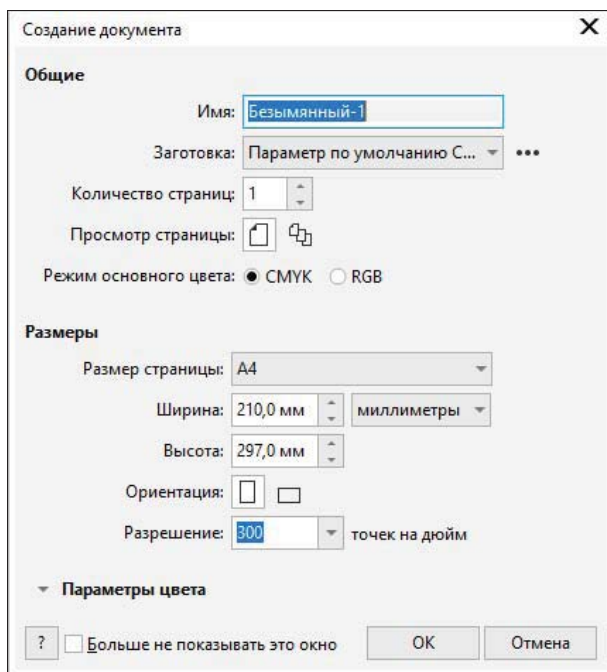 Создание документа
Общие
Имя: Безымянный-1
Заготовка: Параметр по умолчанию С...
Количество страниц: 1
Просмотр страницы:
Режим основного цвета: CMYK RGB
Размеры
Размер страницы: A4
Ширина: 210,0 мм миллиметры
Высота: 297,0 мм
Ориентация:
Разрешение: 300 точек на дюйм
Параметры цвета
? Больше не показывать это окно OK Отмена